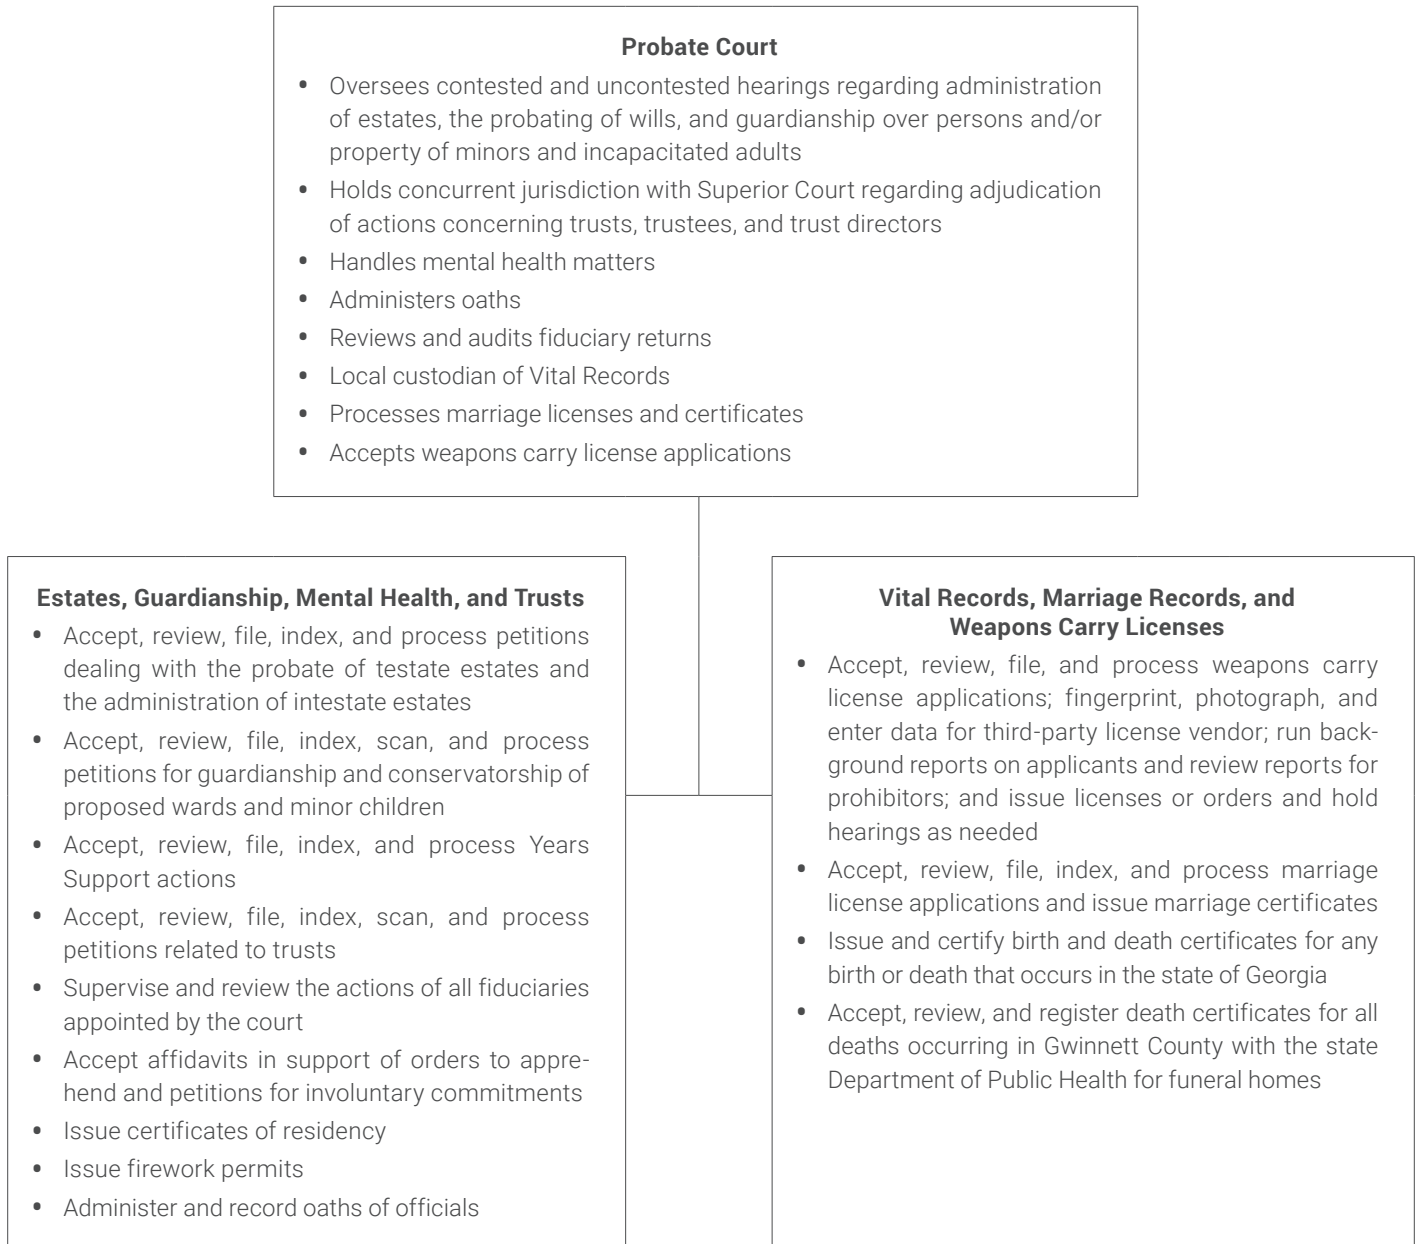 Probate Court
• Oversees contested and uncontested hearings regarding administration
of estates, the probating of wills, and guardianship over persons and/or
property of minors and incapacitated adults
• Holds concurrent jurisdiction with Superior Court regarding adjudication
of actions concerning trusts, trustees, and trust directors
• Handles mental health matters
• Administers oaths
• Reviews and audits fiduciary returns
• Local custodian of Vital Records
• Processes marriage licenses and certificates
• Accepts weapons carry license applications
Estates, Guardianship, Mental Health, and Trusts
• Accept, review, file, index, and process petitions
dealing with the probate of testate estates and
the administration of intestate estates
• Accept, review, file, index, scan, and process
petitions for guardianship and conservatorship of
proposed wards and minor children
• Accept, review, file, index, and process Years
Support actions
• Accept, review, file, index, scan, and process
petitions related to trusts
• Supervise and review the actions of all fiduciaries
appointed by the court
• Accept affidavits in support of orders to appre-
hend and petitions for involuntary commitments
• Issue certificates of residency
• Issue firework permits
• Administer and record oaths of officials
Vital Records, Marriage Records, and
Weapons Carry Licenses
• Accept, review, file, and process weapons carry
license applications; fingerprint, photograph, and
enter data for third-party license vendor; run back-
ground reports on applicants and review reports for
prohibitors; and issue licenses or orders and hold
hearings as needed
• Accept, review, file, index, and process marriage
license applications and issue marriage certificates
• Issue and certify birth and death certificates for any
birth or death that occurs in the state of Georgia
• Accept, review, and register death certificates for all
deaths occurring in Gwinnett County with the state
Department of Public Health for funeral homes